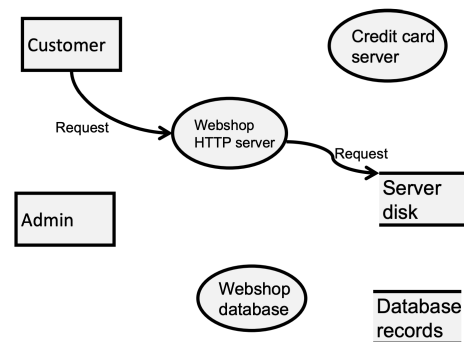 Customer
Credit card
server
Request
Webshop
HTTP server
Request
Server
disk
Admin
Webshop
database
Database
records